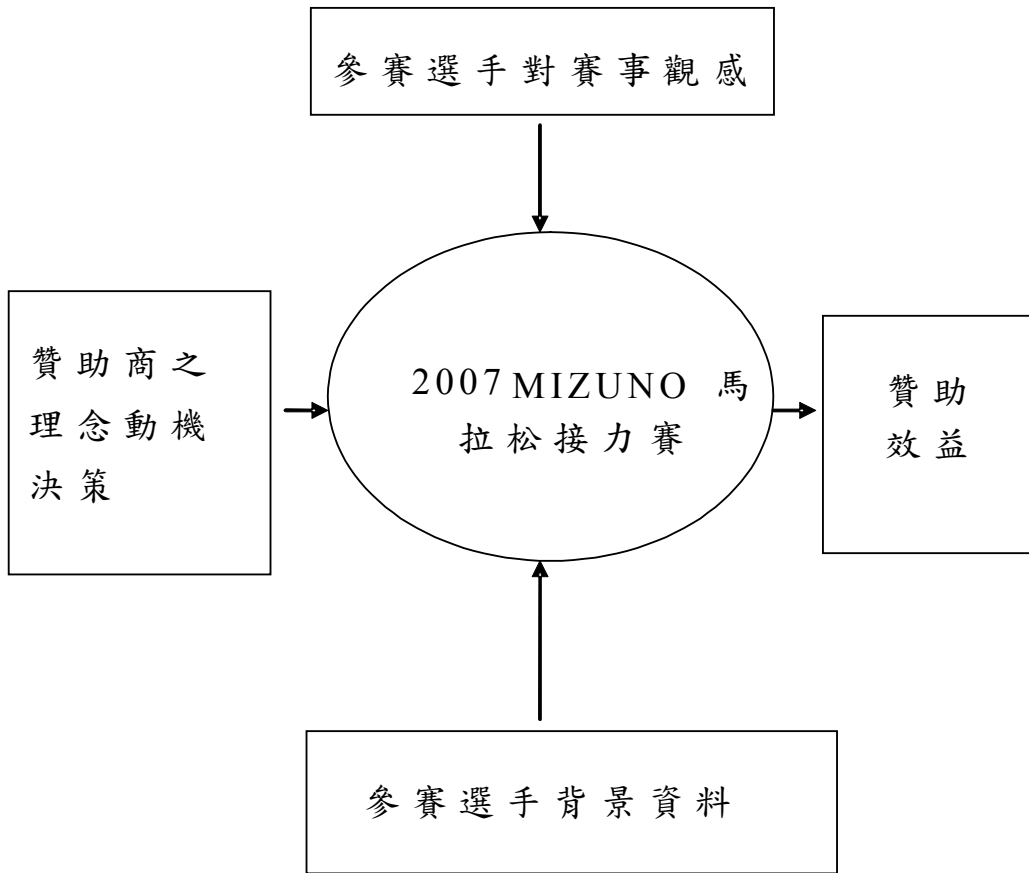 參賽選手對賽事觀感
贊助商之
理念動機
決策
2007 MIZUNO 馬
拉松接力賽
贊助
效益
參賽選手背景資料